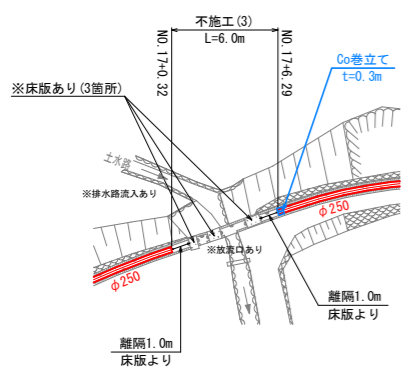 不施工(3)
L=6.0m
NO.17+0.32
NO.17+6.29
Co巻立て
t=0.3m
※床版あり(3箇所)
土水路
※排水路流入あり
※放流口あり
φ250
φ250
離隔1.0m
床版より
離隔1.0m
床版より